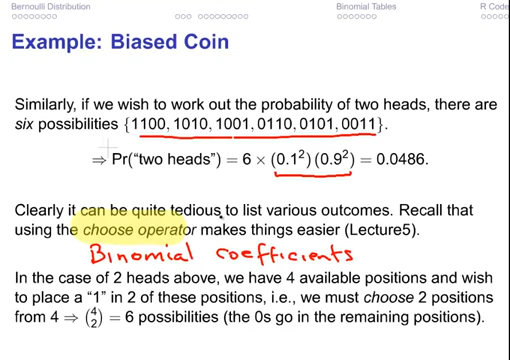 Bernoulli Distribution Binomial Tables R Code
Example: Biased Coin
Similarly, if we wish to work out the probability of two heads, there are
six possibilities {1100, 1010, 1001, 0110, 0101, 0011}.
⇒ Pr(“two heads”) = 6 × (0.1²)(0.9²) = 0.0486.
Clearly it can be quite tedious to list various outcomes. Recall that
using the choose operator makes things easier (Lecture5).
Binomial coefficients
In the case of 2 heads above, we have 4 available positions and wish
to place a “1” in 2 of these positions, i.e., we must choose 2 positions
from 4 ⇒ (4 2) = 6 possibilities (the 0s go in the remaining positions).